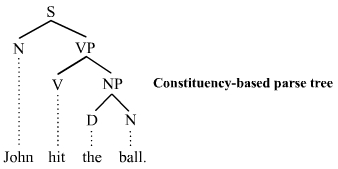 S
N VP
V NP Constituency-based parse tree
D N
John hit the ball.